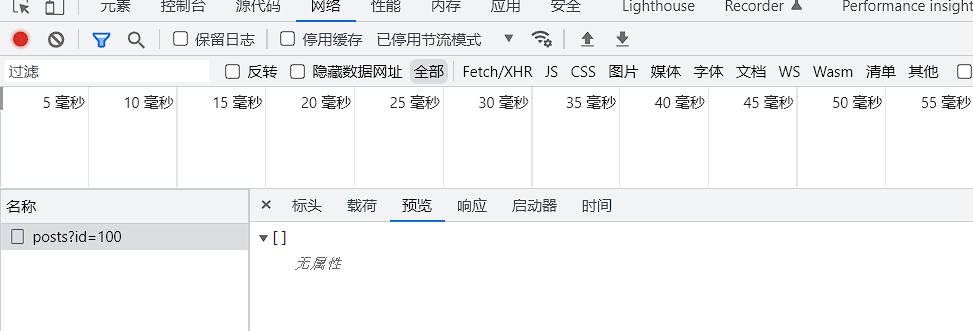 元素 控制台 源代码 网络 性能 内存 应用 安全 Lighthouse Recorder Performance insight
保留日志 停用缓存 已停用节流模式
过滤 反转 隐藏数据网址 全部 Fetch/XHR JS CSS 图片 媒体 字体 文档 WS Wasm 清单 其他
5 毫秒 10 毫秒 15 毫秒 20 毫秒 25 毫秒 30 毫秒 35 毫秒 40 毫秒 45 毫秒 50 毫秒 55 毫秒
名称 × 标头 载荷 预览 响应 启动器 时间
posts?id=100 ▼[]
无属性